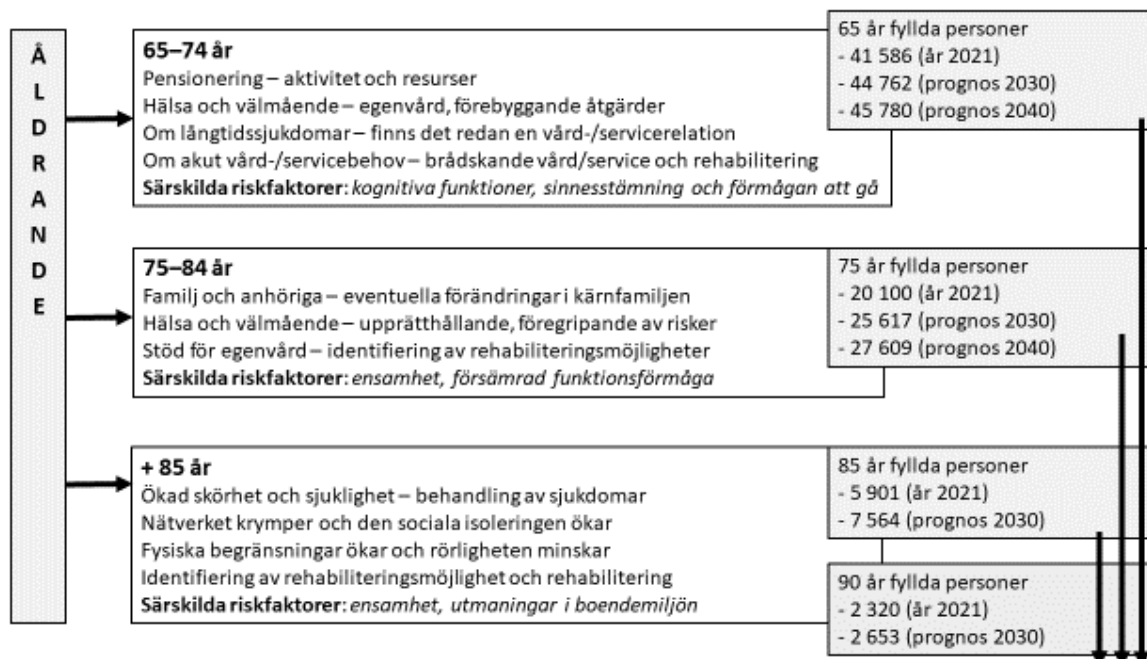 ÅLDRANDE
65–74 år
Pensionering – aktivitet och resurser
Hälsa och välmående – egenvård, förebyggande åtgärder
Om långtidssjukdomar – finns det redan en vård-/servicerelation
Om akut vård-/servicebehov – brådskande vård/service och rehabilitering
Särskilda riskfaktorer: kognitiva funktioner, sinnesstämning och förmågan att gå
65 år fyllda personer
- 41 586 (år 2021)
- 44 762 (prognos 2030)
- 45 780 (prognos 2040)
75–84 år
Familj och anhöriga – eventuella förändringar i kärnfamiljen
Hälsa och välmående – upprätthållande, föregripande av risker
Stöd för egenvård – identifiering av rehabiliteringsmöjligheter
Särskilda riskfaktorer: ensamhet, försämrad funktionsförmåga
75 år fyllda personer
- 20 100 (år 2021)
- 25 617 (prognos 2030)
- 27 609 (prognos 2040)
+ 85 år
Ökad skörhet och sjuklighet – behandling av sjukdomar
Nätverket krymper och den sociala isoleringen ökar
Fysiska begränsningar ökar och rörligheten minskar
Identifiering av rehabiliteringsmöjlighet och rehabilitering
Särskilda riskfaktorer: ensamhet, utmaningar i boendemiljön
85 år fyllda personer
- 5 901 (år 2021)
- 7 564 (prognos 2030)
90 år fyllda personer
- 2 320 (år 2021)
- 2 653 (prognos 2030)